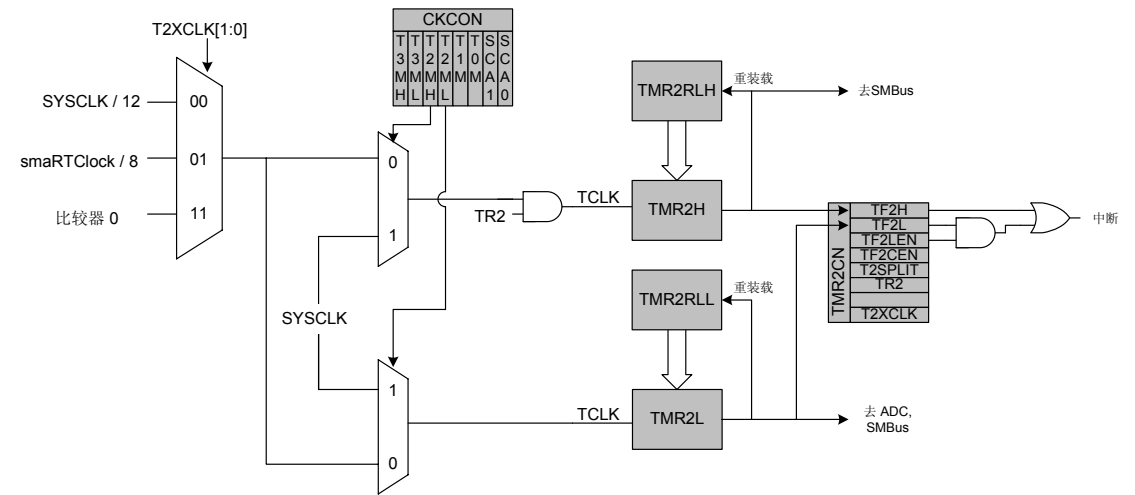 T2XCLK[1:0]
SYSCLK / 12
00
smaRTClock / 8
01
比较器 0
11
CKCON
T3MH
T3ML
T2MH
T2ML
T1M
T0M
SCA1
SCA0
0
1
SYSCLK
1
0
TR2
TCLK
TMR2RLH
重装载
去SMBus
TMR2H
TMR2RLL
重装载
TCLK
TMR2L
去 ADC,
SMBus
TMR2CN
TF2H
TF2L
TF2LEN
TF2CEN
T2SPLIT
TR2
T2XCLK
中断